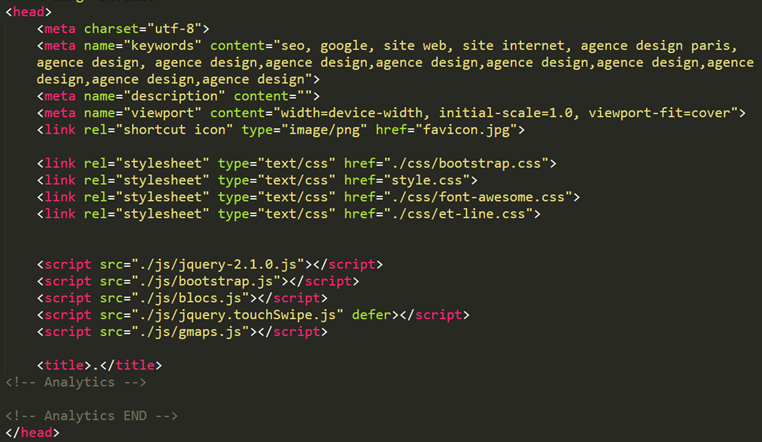 <head>
<meta charset="utf-8">
<meta name="keywords" content="seo, google, site web, site internet, agence design paris,
agence design, agence design,agence design,agence design,agence design,agence design,agence
design,agence design,agence design">
<meta name="description" content="">
<meta name="viewport" content="width=device-width, initial-scale=1.0, viewport-fit=cover">
<link rel="shortcut icon" type="image/png" href="favicon.jpg">
<link rel="stylesheet" type="text/css" href="./css/bootstrap.css">
<link rel="stylesheet" type="text/css" href="style.css">
<link rel="stylesheet" type="text/css" href="./css/font-awesome.css">
<link rel="stylesheet" type="text/css" href="./css/et-line.css">
<script src="./js/jquery-2.1.0.js"></script>
<script src="./js/bootstrap.js"></script>
<script src="./js/blocs.js"></script>
<script src="./js/jquery.touchSwipe.js" defer></script>
<script src="./js/gmaps.js"></script>
<title>.</title>
<!-- Analytics -->
<!-- Analytics END -->
</head>